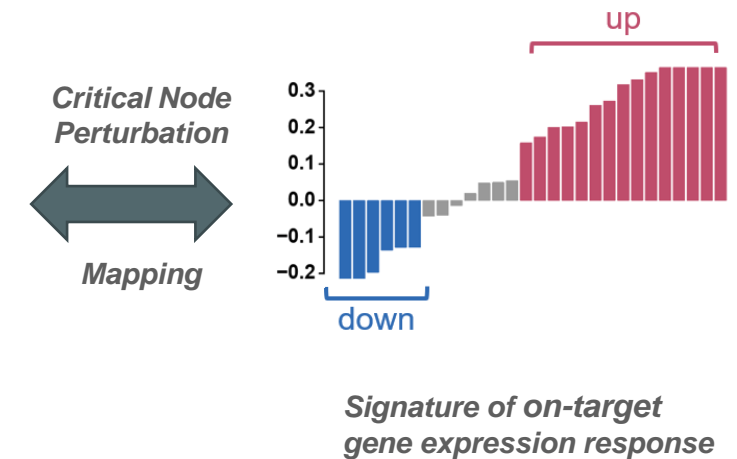 up
Critical Node
Perturbation
Mapping
0.3
0.2
0.1
0.0
−0.1
−0.2
down
Signature of on-target
gene expression response